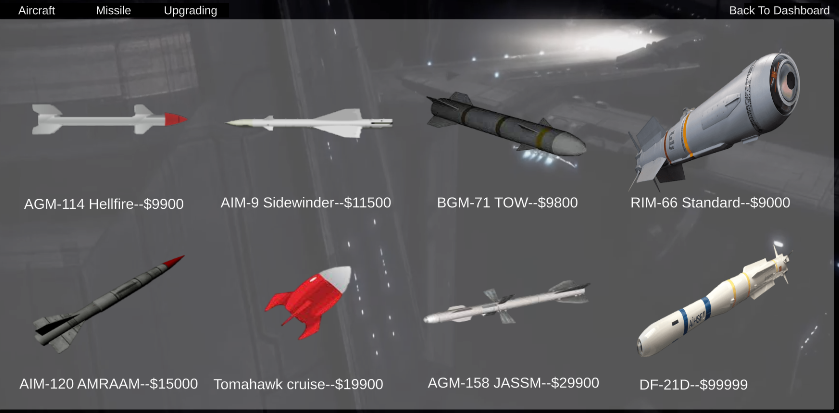 Aircraft Missile Upgrading Back To Dashboard
AGM-114 Hellfire--$9900 AIM-9 Sidewinder--$11500 BGM-71 TOW--$9800 RIM-66 Standard--$9000
AIM-120 AMRAAM--$15000 Tomahawk cruise--$19900 AGM-158 JASSM--$29900 DF-21D--$99999